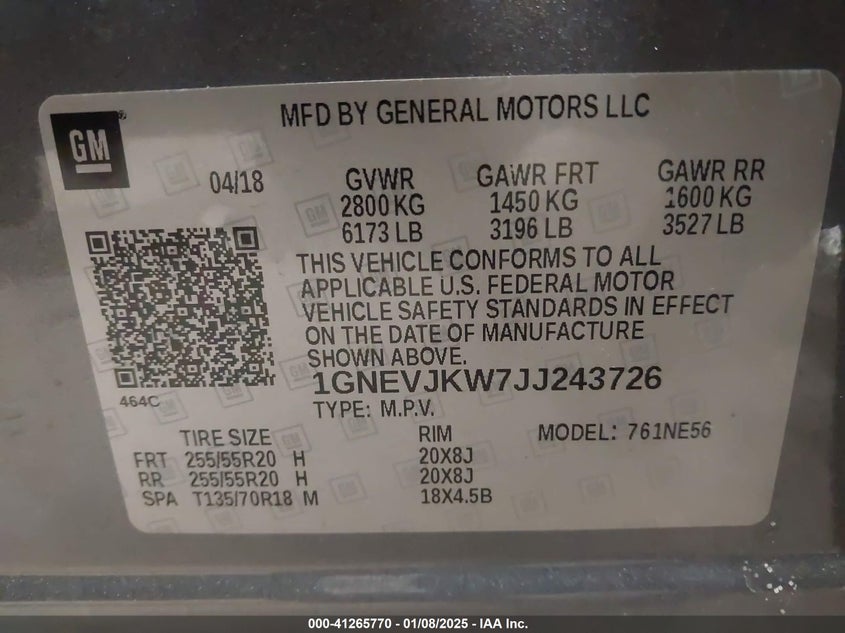 MFD BY GENERAL MOTORS LLC
GM
04/18
GVWR GAWR FRT GAWR RR
2800 KG 1450 KG 1600 KG
6173 LB 3196 LB 3527 LB
THIS VEHICLE CONFORMS TO ALL
APPLICABLE U.S. FEDERAL MOTOR
VEHICLE SAFETY STANDARDS IN EFFECT
ON THE DATE OF MANUFACTURE
SHOWN ABOVE.
1GNEVJKW7JJ243726
464C
TYPE: M.P.V.
TIRE SIZE RIM MODEL: 761NE56
FRT 255/55R20 H 20X8J
RR 255/55R20 H 20X8J
SPA T135/70R18 M 18X4.5B
000-41265770 - 01/08/2025 - IAA Inc.